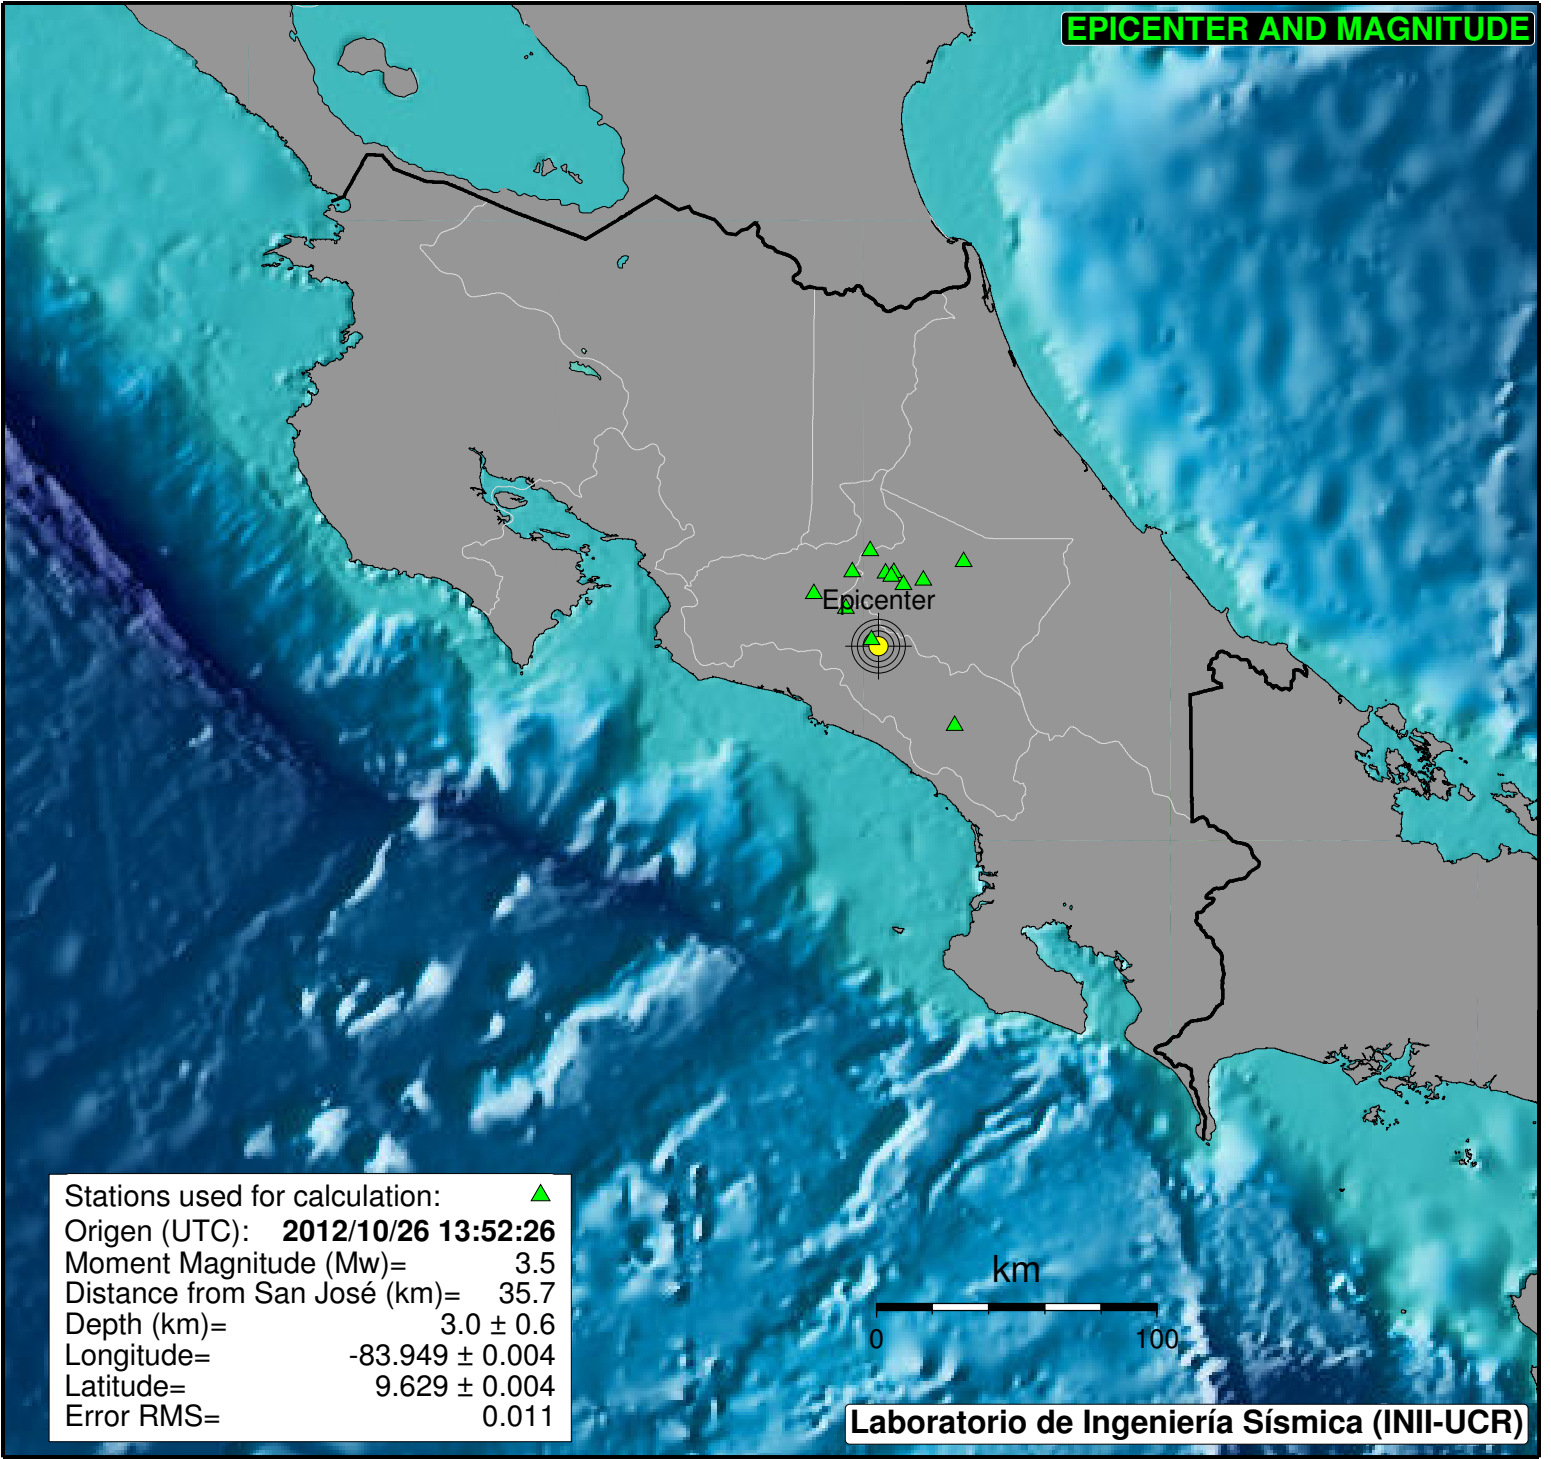 EPICENTER AND MAGNITUDE
Epicenter
Stations used for calculation:
Origen (UTC): 2012/10/26 13:52:26
Moment Magnitude (Mw)= 3.5
Distance from San José (km)= 35.7
Depth (km)= 3.0 ± 0.6
Longitude= -83.949 ± 0.004
Latitude= 9.629 ± 0.004
Error RMS= 0.011
km
0 100
Laboratorio de Ingeniería Sísmica (INII-UCR)